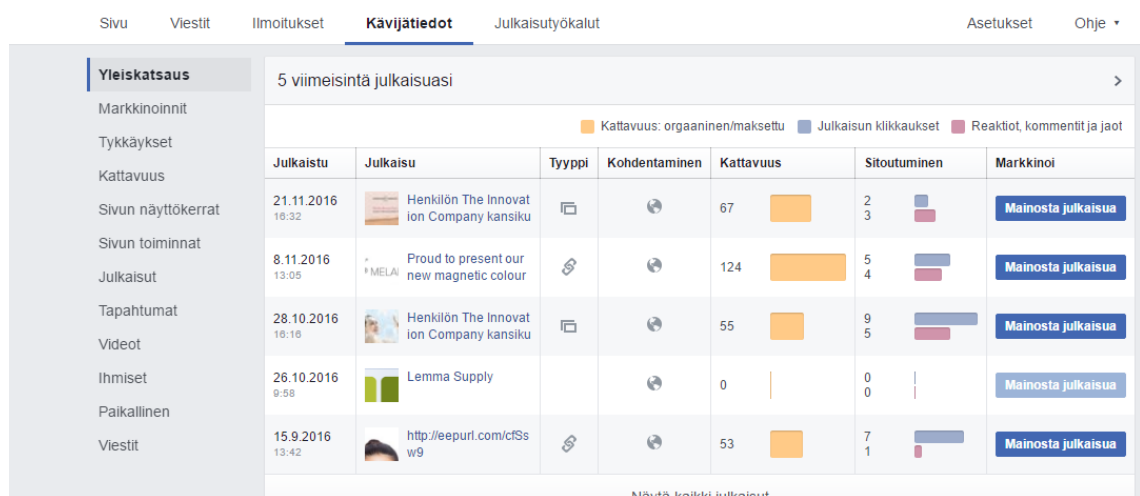 Sivu Viestit Ilmoitukset Kävijätiedot Julkaisutyökalut Asetukset Ohje
Yleiskatsaus
Markkinoinnit
Tykkäykset
Kattavuus
Sivun näyttökerrat
Sivun toiminnat
Julkaisut
Tapahtumat
Videot
Ihmiset
Paikallinen
Viestit
5 viimeisintä julkaisuasi
Kattavuus: orgaaninen/maksettu Julkaisun klikkaukset Reaktiot, kommentit ja jaot
Julkaistu Julkaisu Tyyppi Kohdentaminen Kattavuus Sitoutuminen Markkinoi
21.11.2016 Henkilön The Innovat 67 2 Mainosta julkaisua
16:32 ion Company kansiku 3
8.11.2016 Proud to present our 124 5 Mainosta julkaisua
13:05 MELA new magnetic colour 4
28.10.2016 Henkilön The Innovat 55 9 Mainosta julkaisua
16:16 ion Company kansiku 5
26.10.2016 Lemma Supply 0 0 Mainosta julkaisua
9:58 0
15.9.2016 http://eepurl.com/cfSs 53 7 Mainosta julkaisua
13:42 w9 1
Näytä kaikki julkaisut